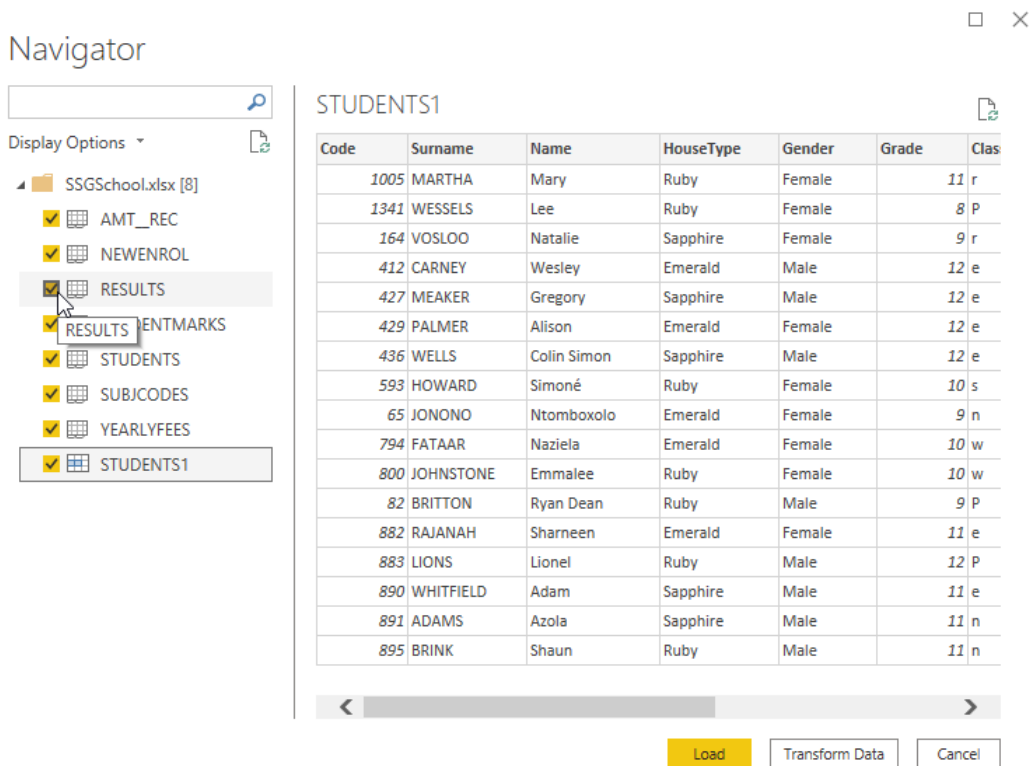 Navigator
Display Options
SSGSchool.xlsx [8]
AMT_REC
NEWENROL
RESULTS
RESULTS ENTMARKS
STUDENTS
SUBJCODES
YEARLYFEES
STUDENTS1
STUDENTS1
Code Surname Name HouseType Gender Grade Clas
1005 MARTHA Mary Ruby Female 11 r
1341 WESSELS Lee Ruby Female 8 P
164 VOSLOO Natalie Sapphire Female 9 r
412 CARNEY Wesley Emerald Male 12 e
427 MEAKER Gregory Sapphire Male 12 e
429 PALMER Alison Emerald Female 12 e
436 WELLS Colin Simon Sapphire Male 12 e
593 HOWARD Simoné Ruby Female 10 s
65 JONONO Ntomboxolo Emerald Female 9 n
794 FATAAR Naziela Emerald Female 10 w
800 JOHNSTONE Emmalee Ruby Female 10 w
82 BRITTON Ryan Dean Ruby Male 9 P
882 RAJANAH Sharneen Emerald Female 11 e
883 LIONS Lionel Ruby Male 12 P
890 WHITFIELD Adam Sapphire Male 11 e
891 ADAMS Azola Sapphire Male 11 n
895 BRINK Shaun Ruby Male 11 n
Load Transform Data Cancel